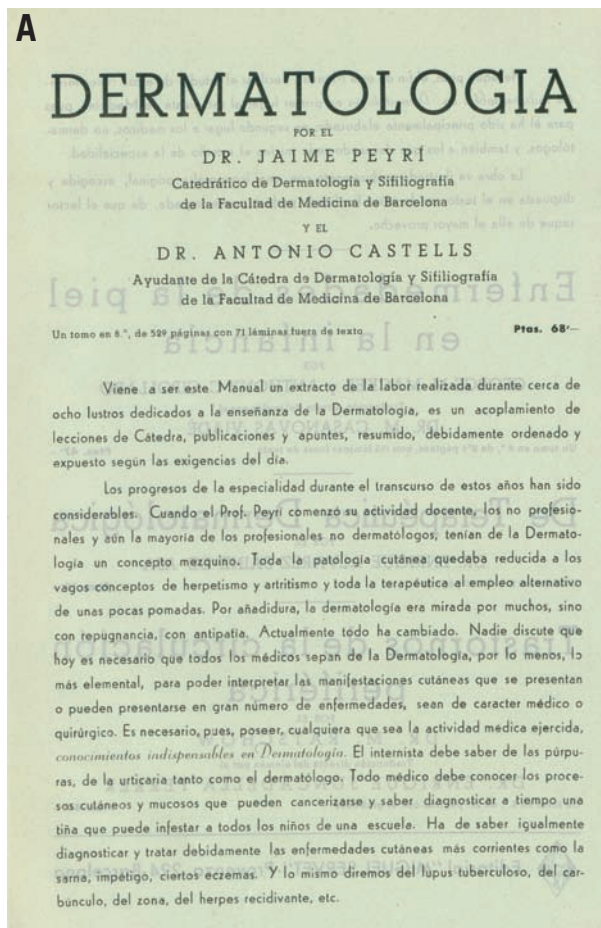 A
DERMATOLOGIA
POR EL
DR. JAIME PEYRÍ
Catedrático de Dermatología y Sifiliografía
de la Facultad de Medicina de Barcelona
Y EL
DR. ANTONIO CASTELLS
Ayudante de la Cátedra de Dermatología y Sifiliografía
de la Facultad de Medicina de Barcelona
Un tomo en 8.º, de 529 páginas con 71 láminas fuera de texto Ptas. 68'—
Viene a ser este Manual un extracto de la labor realizada durante cerca de
ocho lustros dedicados a la enseñanza de la Dermatología, es un acoplamiento de
lecciones de Cátedra, publicaciones y apuntes, resumido, debidamente ordenado y
expuesto según las exigencias del día.
Los progresos de la especialidad durante el transcurso de estos años han sido
considerables. Cuando el Prof. Peyrí comenzó su actividad docente, los no profesio-
nales y aún la mayoría de los profesionales no dermatólogos, tenían de la Dermato-
logía un concepto mezquino. Toda la patología cutánea quedaba reducida a los
vagos conceptos de herpetismo y artritismo y toda la terapéutica al empleo alternativo
de unas pocas pomadas. Por añadidura, la dermatología era mirada por muchos, sino
con repugnancia, con antipatía. Actualmente todo ha cambiado. Nadie discute que
hoy es necesario que todos los médicos sepan de la Dermatología, por lo menos, lo
más elemental, para poder interpretar las manifestaciones cutáneas que se presentan
o pueden presentarse en gran número de enfermedades, sean de caracter médico o
quirúrgico. Es necesario, pues, poseer, cualquiera que sea la actividad médica ejercida,
conocimientos indispensables en Dermatología. El internista debe saber de las púrpu-
ras, de la urticaria tanto como el dermatólogo. Todo médico debe conocer los proce-
sos cutáneos y mucosos que pueden cancerizarse y saber diagnosticar a tiempo una
tiña que puede infestar a todos los niños de una escuela. Ha de saber igualmente
diagnosticar y tratar debidamente las enfermedades cutáneas más corrientes como la
sarna, impétigo, ciertos eczemas. Y lo mismo diremos del lupus tuberculoso, del car-
búnculo, del zona, del herpes recidivante, etc.